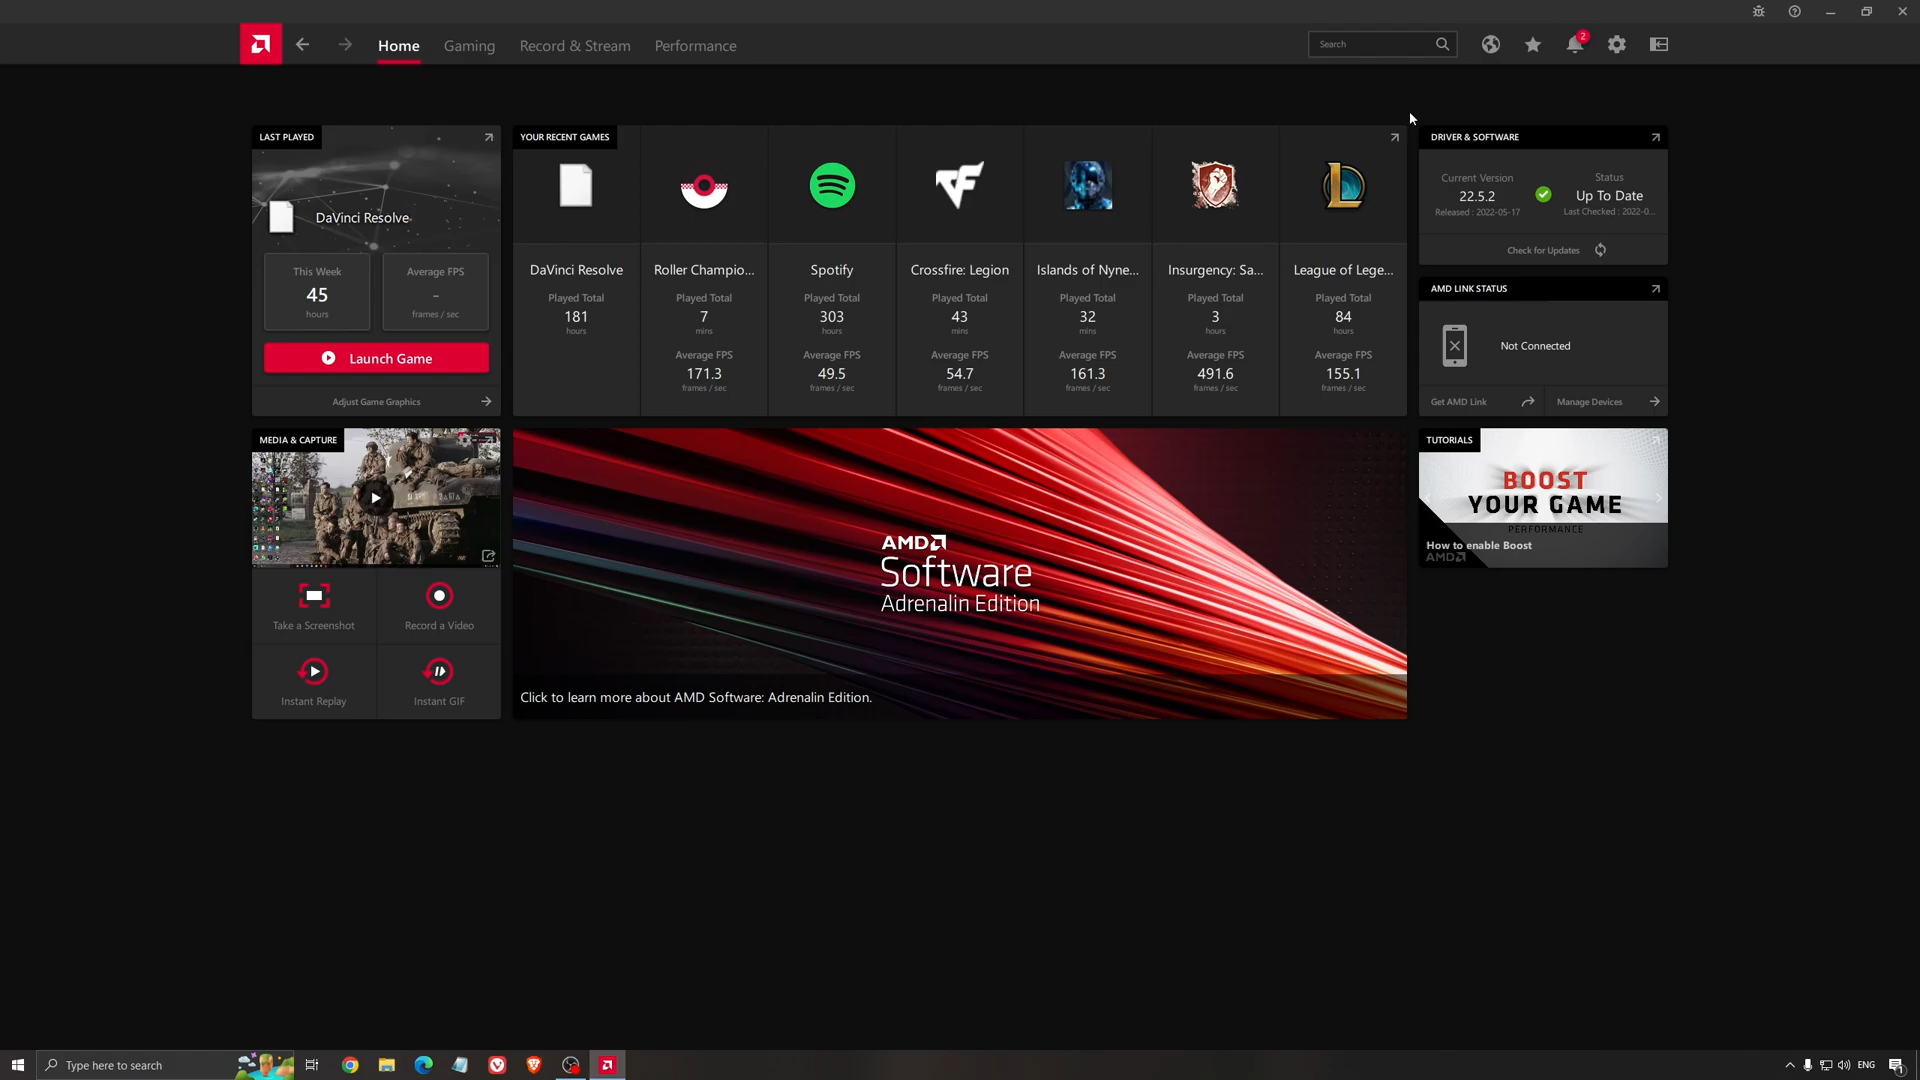 Home
Gaming
Record & Stream
Performance
Search
2
LAST PLAYED
DaVinci Resolve
This Week
45
hours
Average FPS
–
frames / sec
Launch Game
Adjust Game Graphics
YOUR RECENT GAMES
DaVinci Resolve
Played Total
181
hours
Roller Champio...
Played Total
7
mins
Average FPS
171.3
frames / sec
Spotify
Played Total
303
hours
Average FPS
49.5
frames / sec
Crossfire: Legion
Played Total
43
mins
Average FPS
54.7
frames / sec
Islands of Nyne...
Played Total
32
mins
Average FPS
161.3
frames / sec
Insurgency: Sa...
Played Total
3
hours
Average FPS
491.6
frames / sec
League of Lege...
Played Total
84
hours
Average FPS
155.1
frames / sec
DRIVER & SOFTWARE
Current Version
22.5.2
Released : 2022-05-17
Status
Up To Date
Last Checked : 2022-0...
Check for Updates
AMD LINK STATUS
Not Connected
Get AMD Link
Manage Devices
MEDIA & CAPTURE
Take a Screenshot
Record a Video
Instant Replay
Instant GIF
AMD
Software
Adrenalin Edition
Click to learn more about AMD Software: Adrenalin Edition.
TUTORIALS
BOOST
YOUR GAME
PERFORMANCE
How to enable Boost
AMD
Type here to search
ENG
1